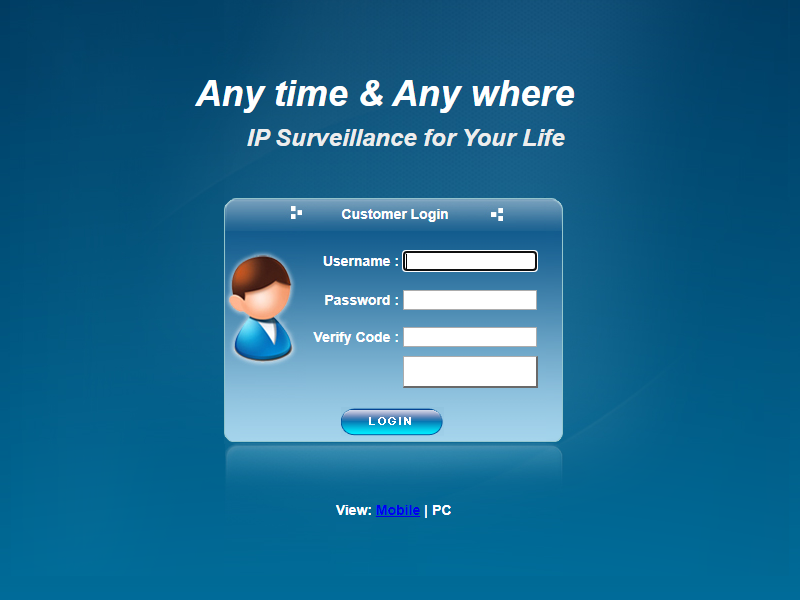 Any time & Any where
IP Surveillance for Your Life
Customer Login
Username :
Password :
Verify Code :
LOGIN
View: Mobile | PC